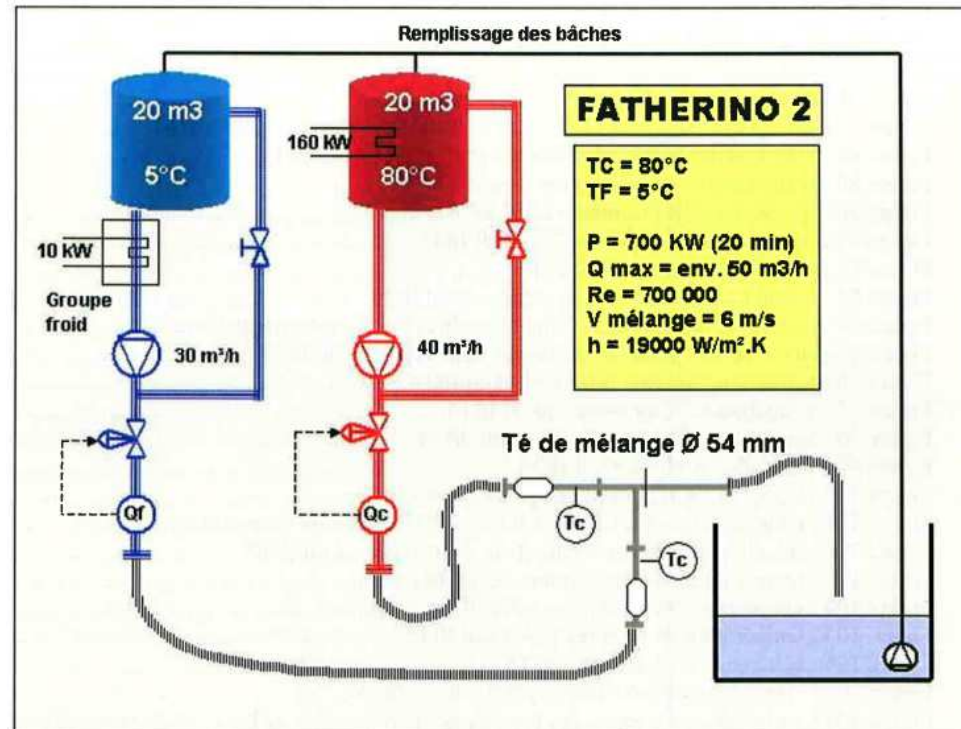 Remplissage des bâches
20 m3
5°C
20 m3
160 KW
80°C
FATHERINO 2
TC = 80°C
TF = 5°C
P = 700 KW (20 min)
Q max = env. 50 m3/h
Re = 700 000
V mélange = 6 m/s
h = 19000 W/m².K
10 kW
Groupe
froid
30 m³/h
40 m³/h
Té de mélange Ø 54 mm
Qf
Qc
Tc
Tc